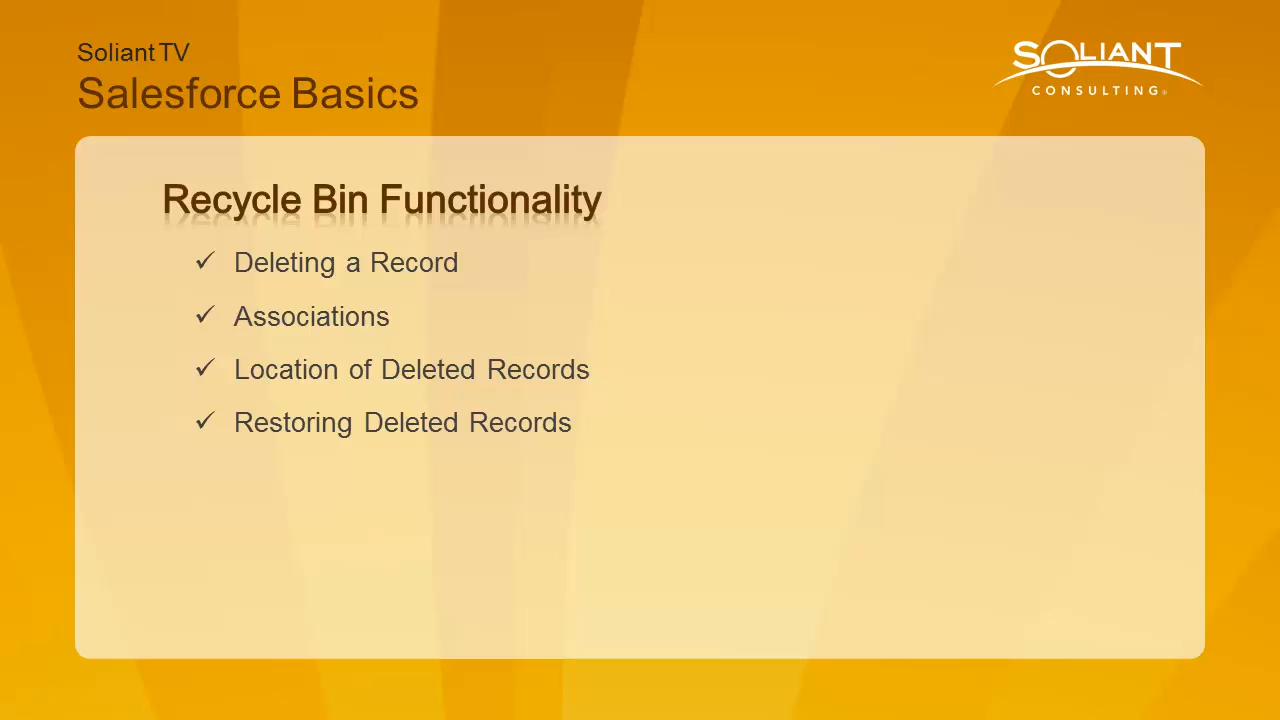 Soliant TV
Salesforce Basics
SOLIANT
CONSULTING®
Recycle Bin Functionality
✓ Deleting a Record
✓ Associations
✓ Location of Deleted Records
✓ Restoring Deleted Records